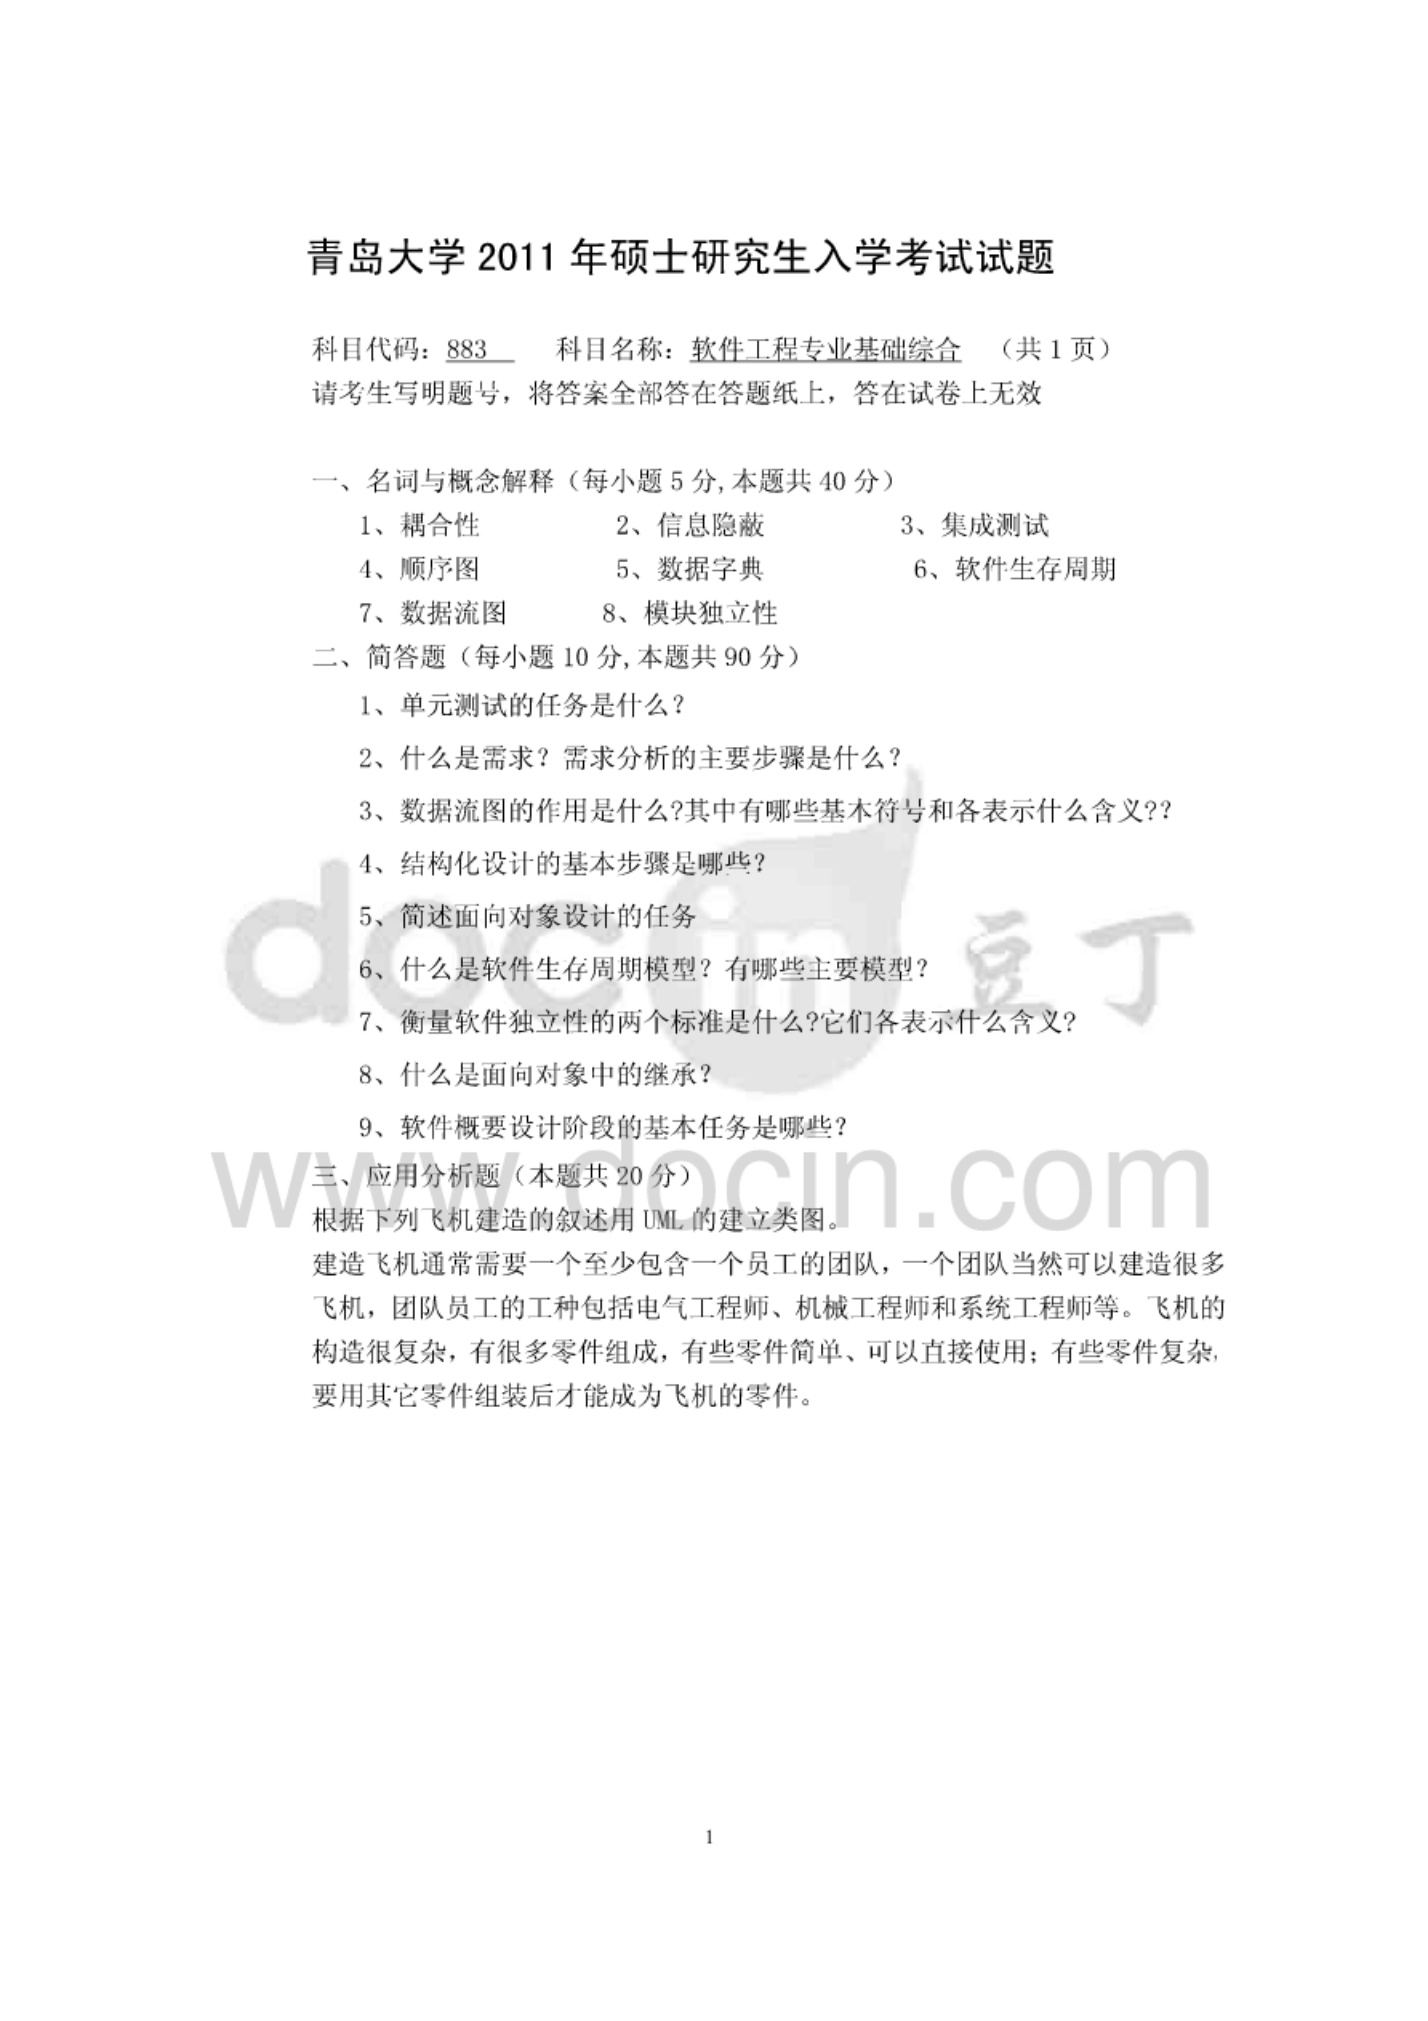 青岛大学 2011 年硕士研究生入学考试试题
科目代码：883 科目名称：软件工程专业基础综合 （共 1 页）
请考生写明题号，将答案全部答在答题纸上，答在试卷上无效
一、名词与概念解释（每小题 5 分,本题共 40 分）
1、耦合性 2、信息隐蔽 3、集成测试
4、顺序图 5、数据字典 6、软件生存周期
7、数据流图 8、模块独立性
二、简答题（每小题 10 分,本题共 90 分）
1、单元测试的任务是什么？
2、什么是需求？需求分析的主要步骤是什么？
3、数据流图的作用是什么?其中有哪些基本符号和各表示什么含义??
4、结构化设计的基本步骤是哪些？
5、简述面向对象设计的任务
6、什么是软件生存周期模型？有哪些主要模型？
7、衡量软件独立性的两个标准是什么?它们各表示什么含义?
8、什么是面向对象中的继承？
9、软件概要设计阶段的基本任务是哪些？
三、应用分析题（本题共 20 分）
根据下列飞机建造的叙述用 UML 的建立类图。
建造飞机通常需要一个至少包含一个员工的团队，一个团队当然可以建造很多
飞机，团队员工的工种包括电气工程师、机械工程师和系统工程师等。飞机的
构造很复杂，有很多零件组成，有些零件简单、可以直接使用；有些零件复杂，
要用其它零件组装后才能成为飞机的零件。
docin 豆丁
www.docin.com
1